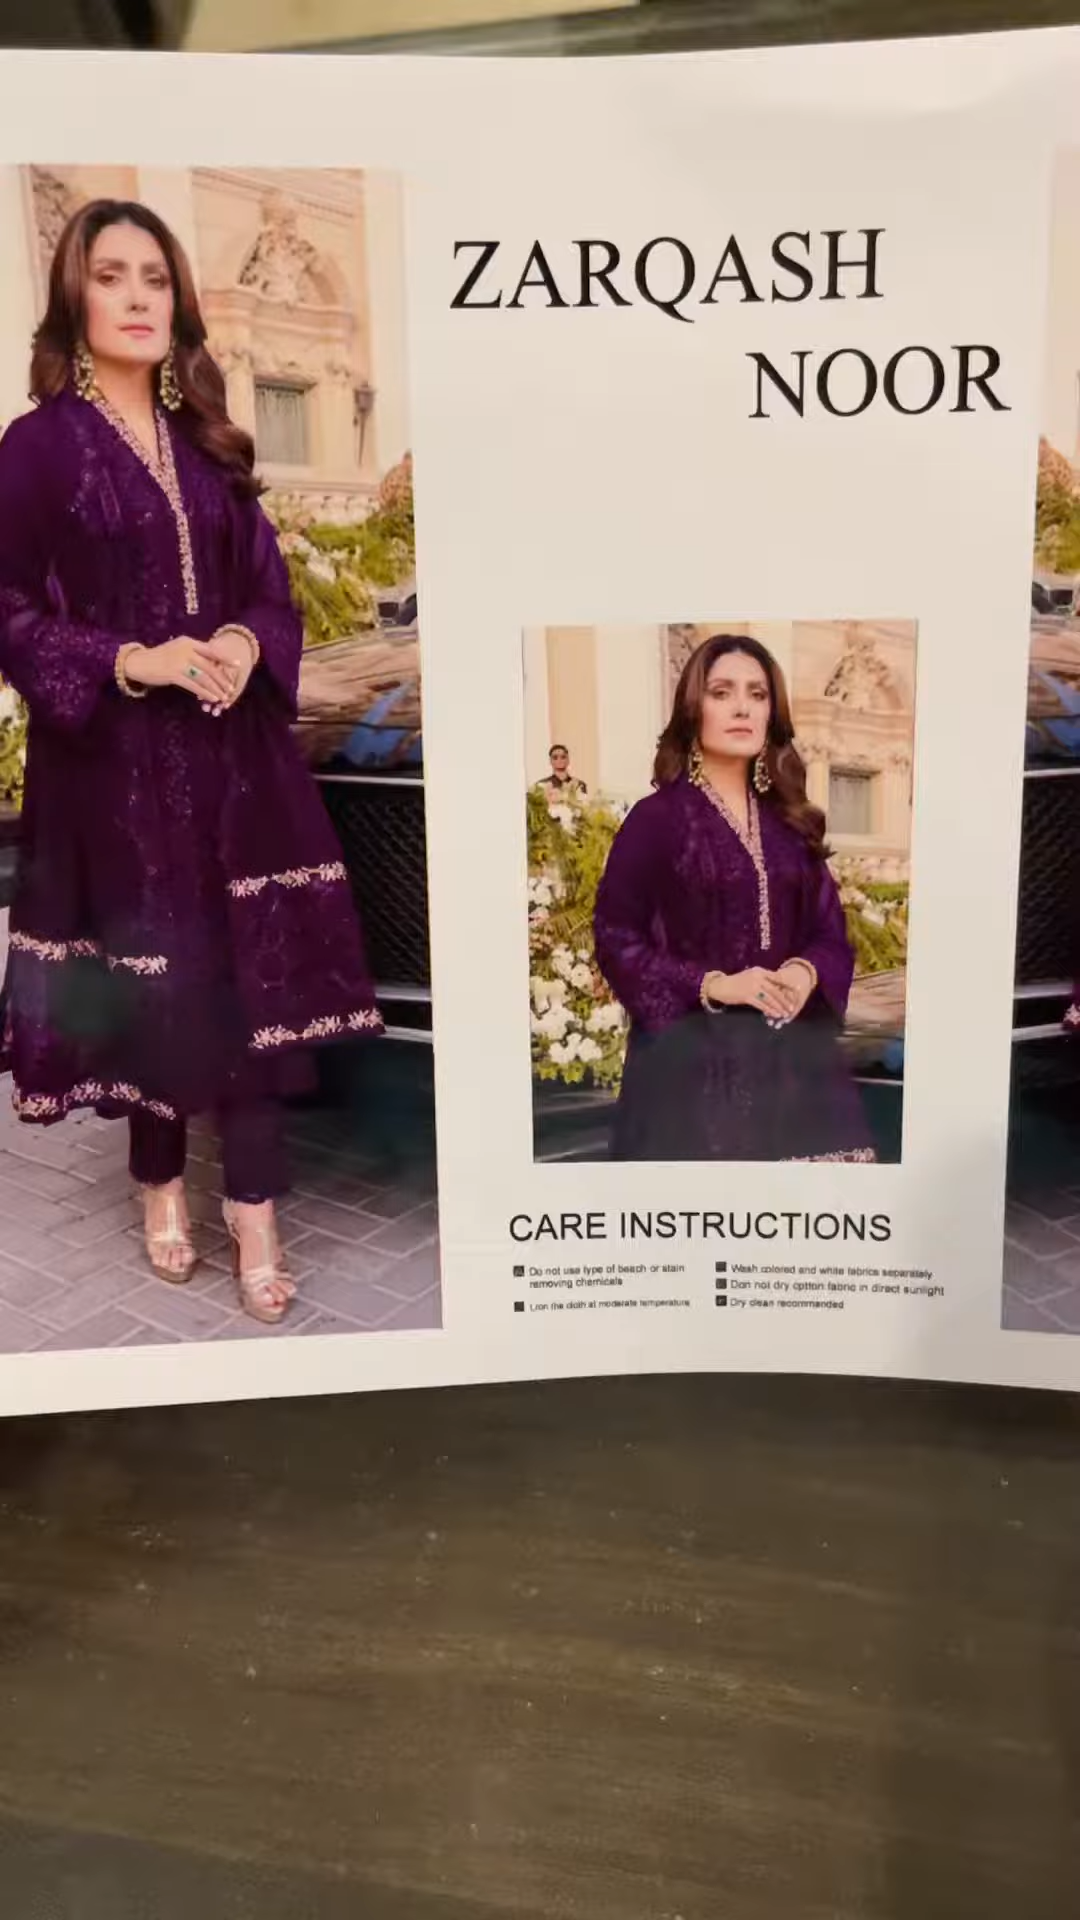 ZARQASH
NOOR
CARE INSTRUCTIONS
Do not use type of beach or stain
removing chemicals
Iron the cloth at moderate temperature
Wash colored and white fabrics separately
Don not dry cotton fabric in direct sunlight
Dry clean recommended